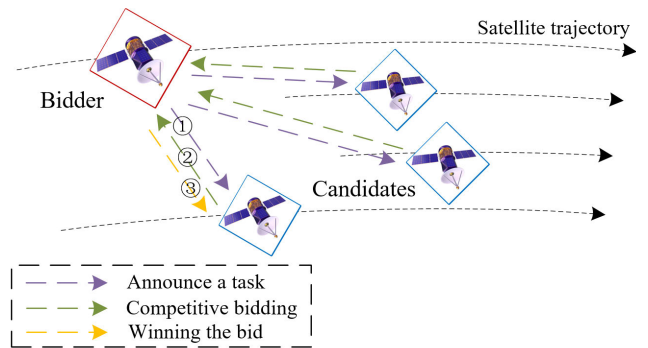 Satellite trajectory
Bidder
①
②
③
Candidates
Announce a task
Competitive bidding
Winning the bid